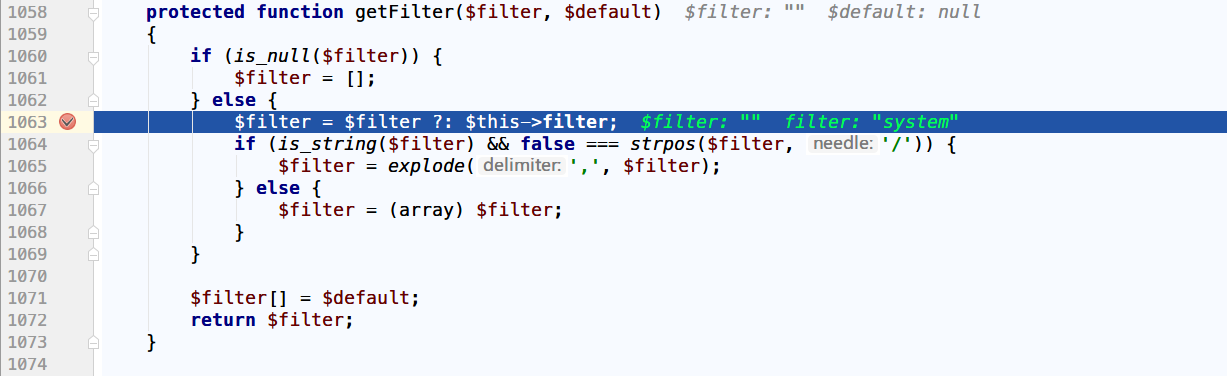 1058 protected function getFilter($filter, $default) $filter: "" $default: null
1059 {
1060 if (is_null($filter)) {
1061 $filter = [];
1062 } else {
1063 $filter = $filter ?: $this->filter; $filter: "" filter: "system"
1064 if (is_string($filter) && false === strpos($filter, needle: '/')) {
1065 $filter = explode( delimiter: ',', $filter);
1066 } else {
1067 $filter = (array) $filter;
1068 }
1069 }
1070
1071 $filter[] = $default;
1072 return $filter;
1073 }
1074